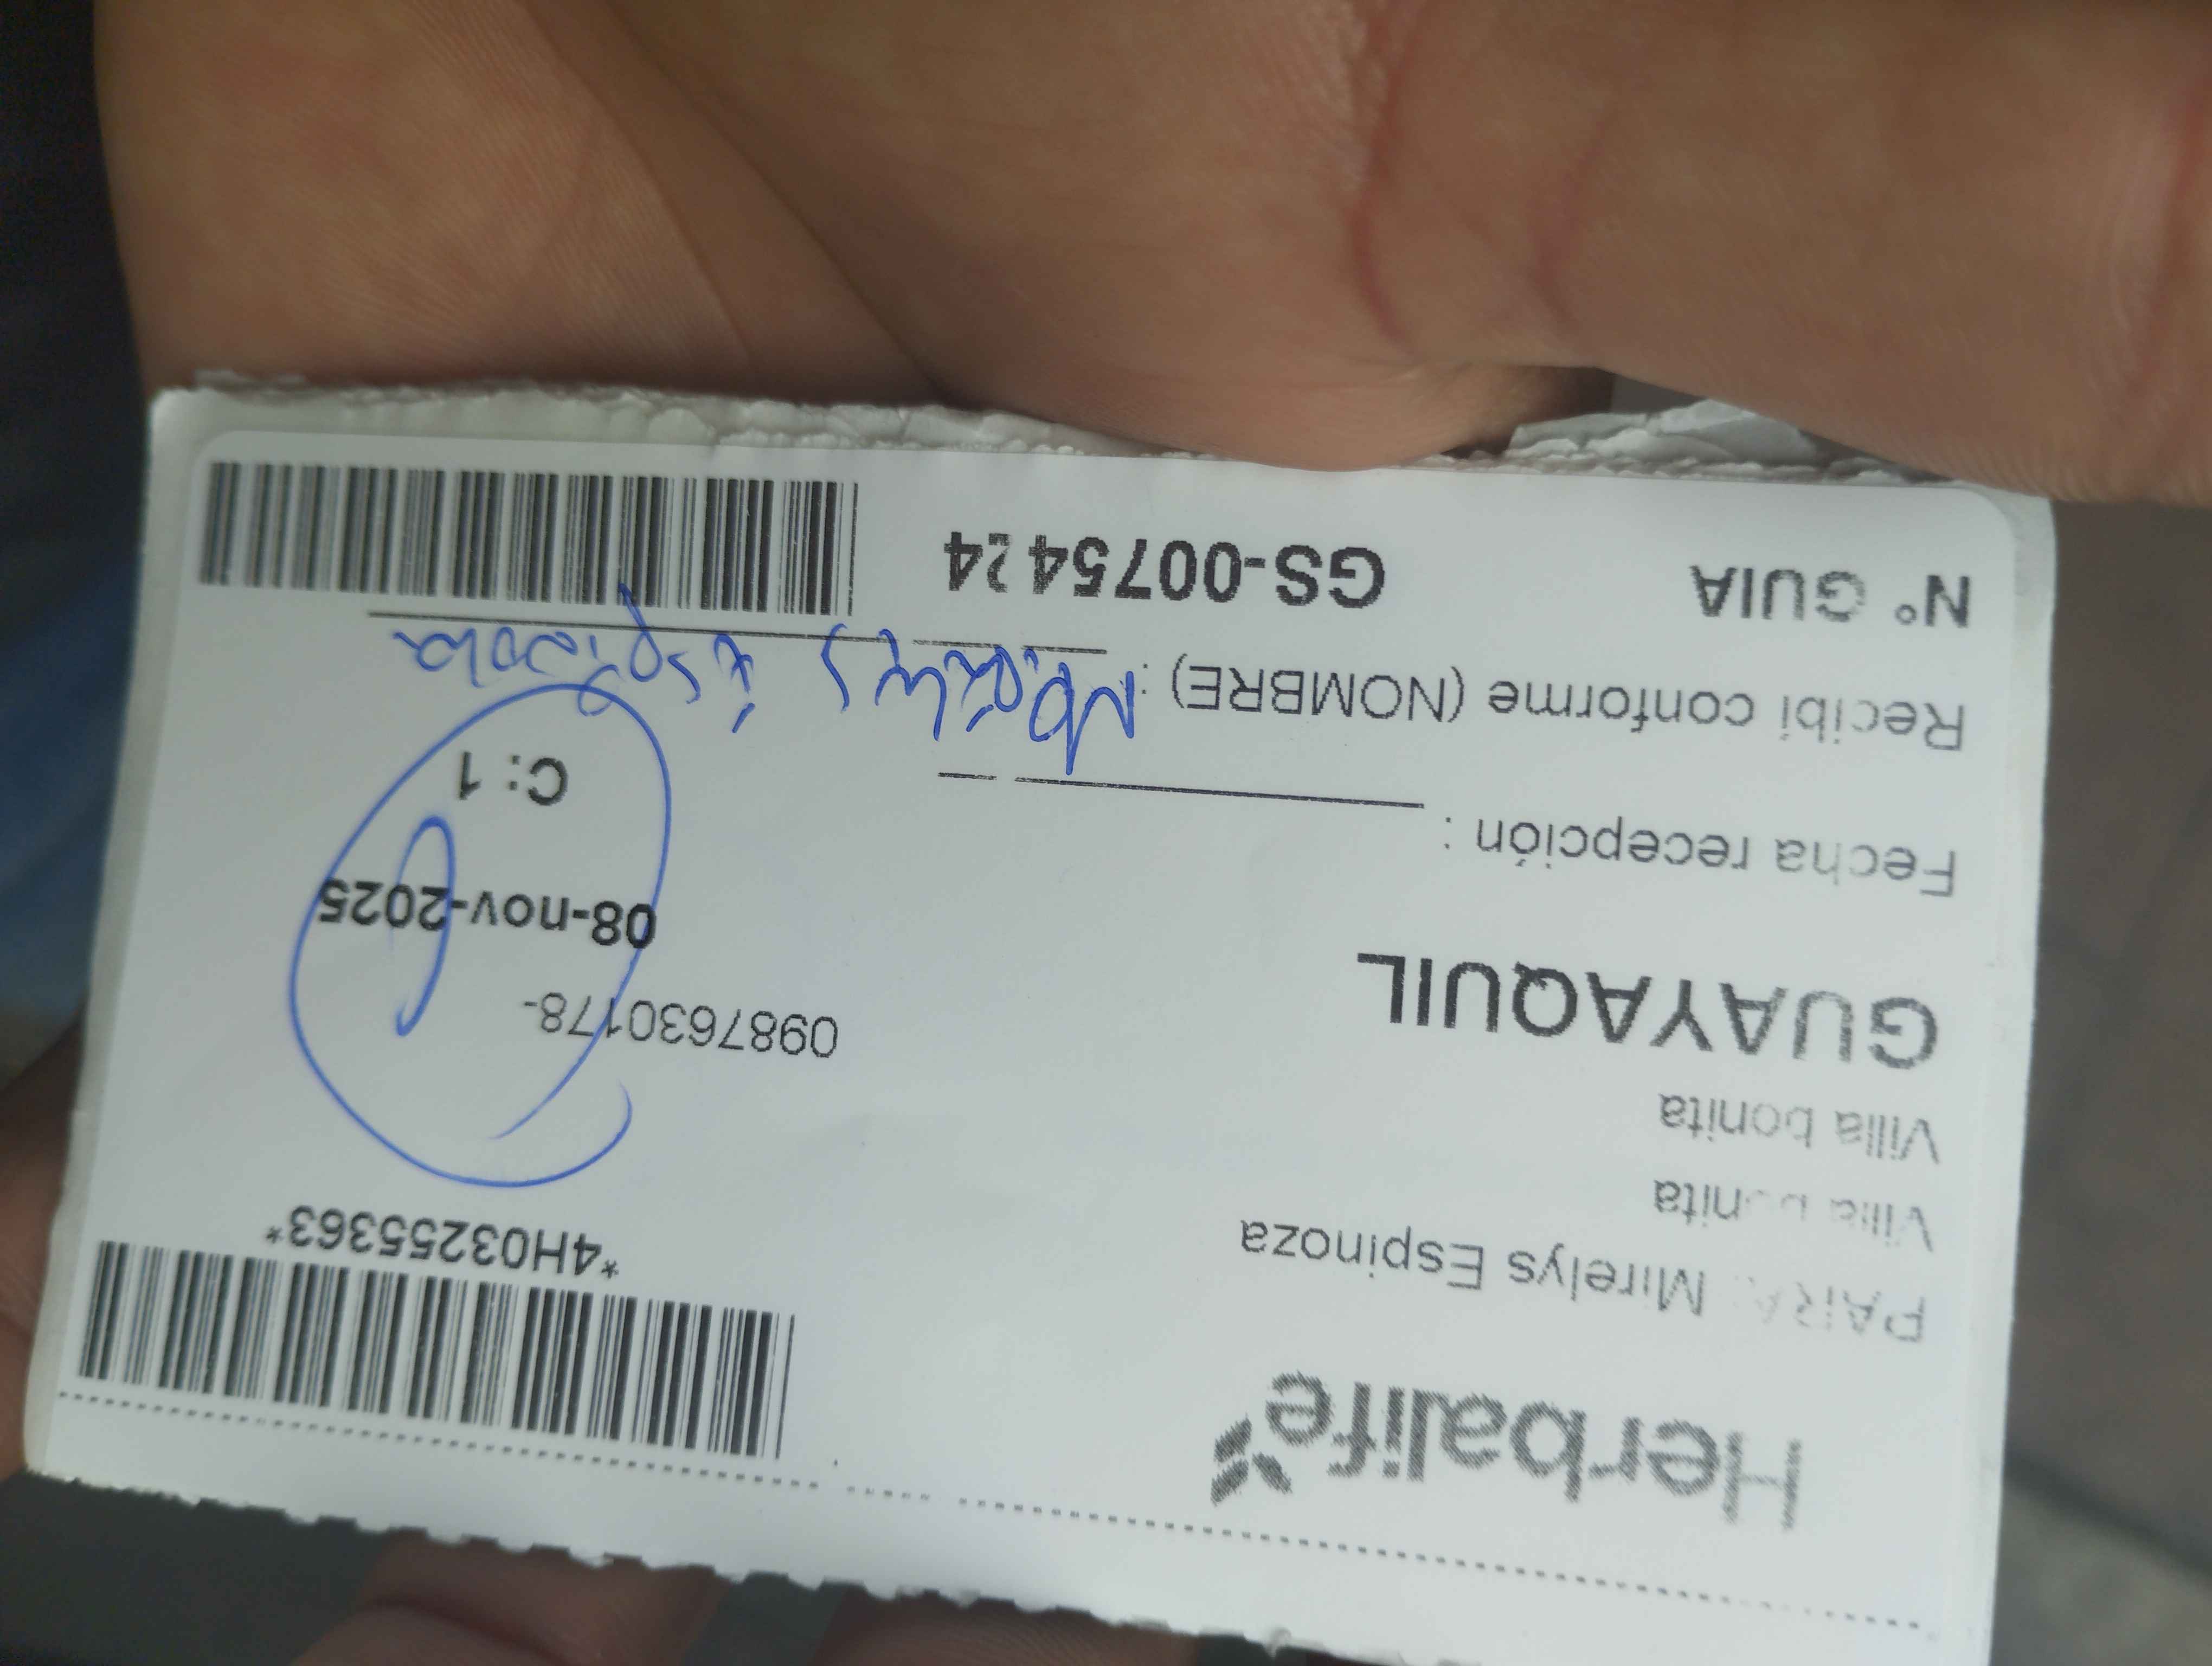 Herbalife
*4H03255363*
PARA: Mirelys Espinoza
Villa bonita
Villa bonita
0987630178-
GUAYAQUIL
08-nov-2025
Fecha recepción :
C: 1
Recibí conforme (NOMBRE) : Mirelys Espinoza
N° GUIA GS-0075424